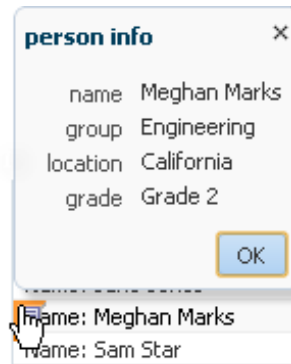 person info
name Meghan Marks
group Engineering
location California
grade Grade 2
OK
Name: Meghan Marks
Name: Sam Star